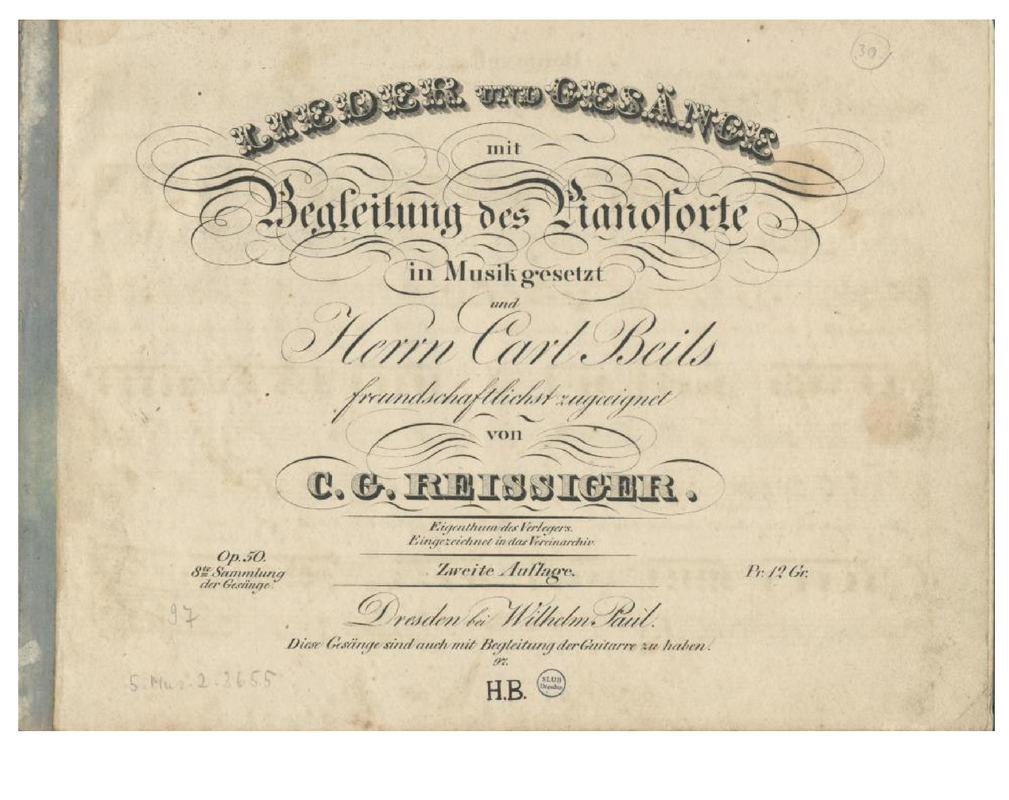 39.
LIEDER UND GESÄNGE
mit
Begleitung des Pianoforte
in Musik gesetzt
und
Herrn Carl Beils
freundschaftlichst zugeeignet
von
C. G. REISSIGER.
Eigenthum des Verlegers.
Eingezeichnet in das Vereinarchiv.
Op. 50.
8te Sammlung
der Gesänge.
Zweite Auflage.
Pr. 12 Gr.
Dresden bei Wilhelm Paul.
Diese Gesänge sind auch mit Begleitung der Guitarre zu haben.
97.
97
H.B.
SLUB
Dresden